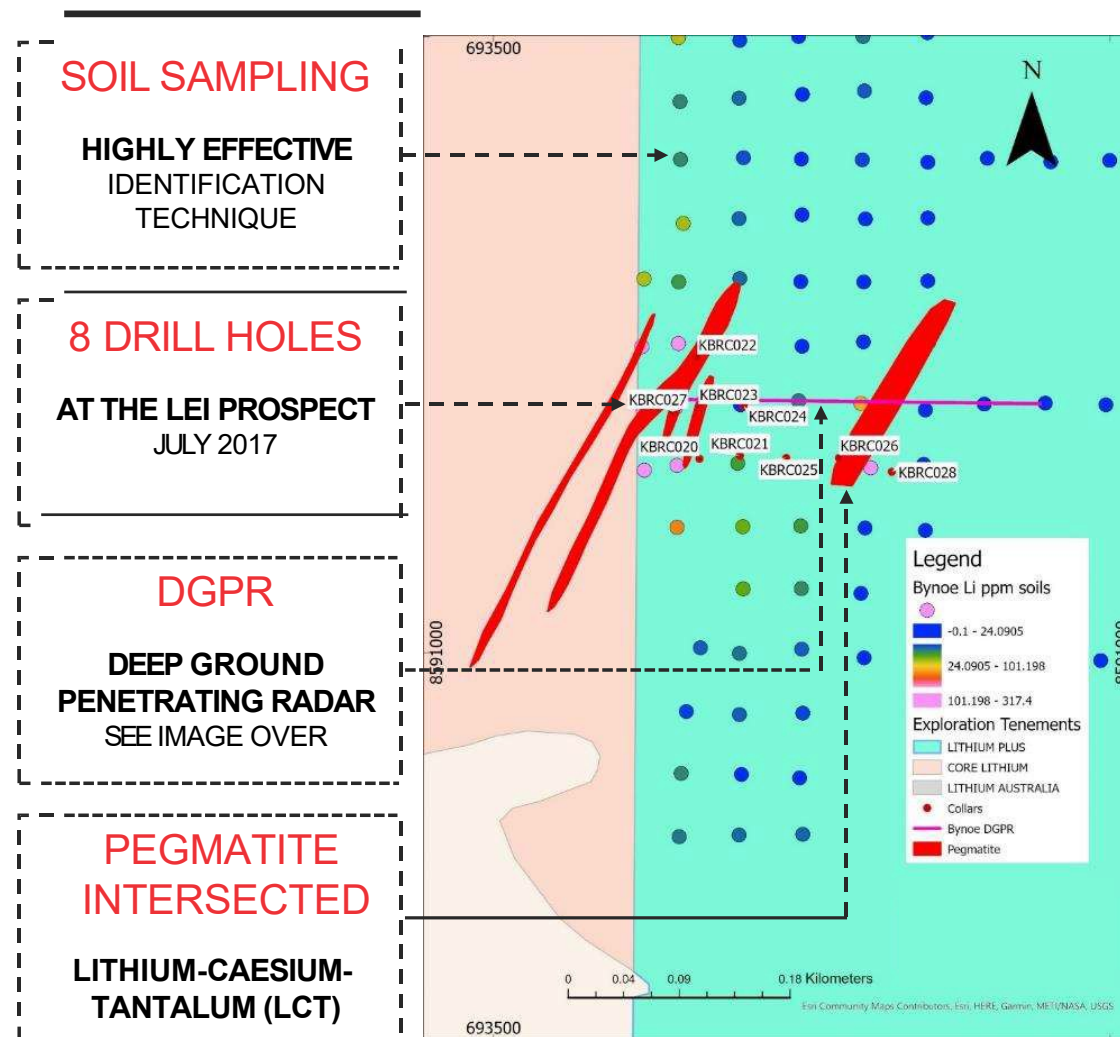 SOIL SAMPLING
HIGHLY EFFECTIVE
IDENTIFICATION
TECHNIQUE
8 DRILL HOLES
AT THE LEI PROSPECT
JULY 2017
DGPR
DEEP GROUND
PENETRATING RADAR
SEE IMAGE OVER
PEGMATITE
INTERSECTED
LITHIUM-CAESIUM-
TANTALUM (LCT)
693500
N
KBRC022
KBRC027
KBRC023
KBRC024
KBRC020
KBRC021
KBRC026
KBRC025
KBRC028
8591000
8591000
Legend
Bynoe Li ppm soils
-0.1 - 24.0905
24.0905 - 101.198
101.198 - 317.4
Exploration Tenements
LITHIUM PLUS
CORE LITHIUM
LITHIUM AUSTRALIA
Collars
Bynoe DGPR
Pegmatite
0 0.04 0.09 0.18 Kilometers
Esri Community Maps Contributors, Esri, HERE, Garmin, METI/NASA, USGS
693500